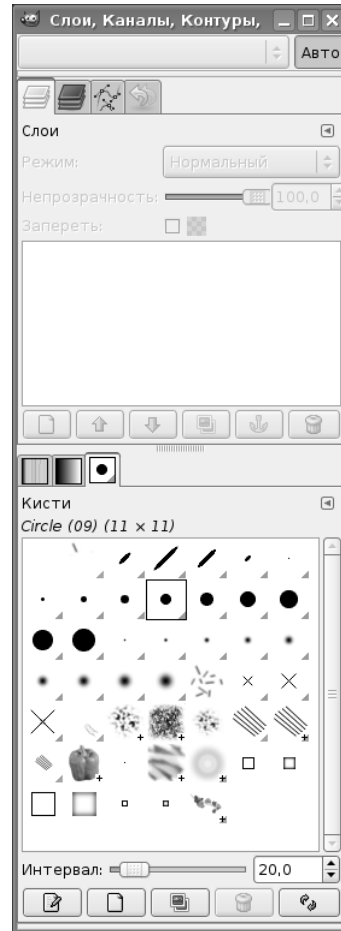 Слои, Каналы, Контуры,
Авто
Слои
Режим:
Нормальный
Непрозрачность:
100,0
Запереть:
Кисти
Circle (09) (11 × 11)
Интервал:
20,0